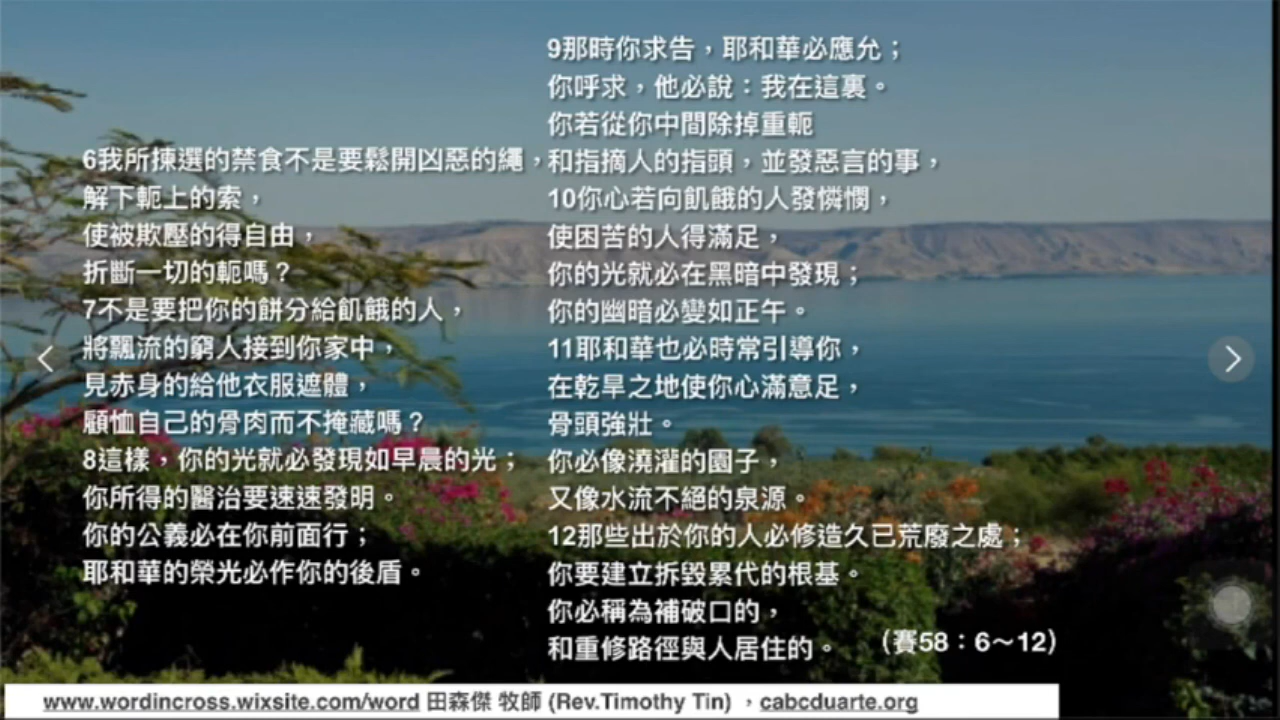 6我所揀選的禁食不是要鬆開凶惡的繩，
解下軛上的索，
使被欺壓的得自由，
折斷一切的軛嗎？
7不是要把你的餅分給飢餓的人，
將飄流的窮人接到你家中，
見赤身的給他衣服遮體，
顧恤自己的骨肉而不掩藏嗎？
8這樣，你的光就必發現如早晨的光；
你所得的醫治要速速發明。
你的公義必在你前面行；
耶和華的榮光必作你的後盾。
9那時你求告，耶和華必應允；
你呼求，他必說：我在這裏。
你若從你中間除掉重軛
和指摘人的指頭，並發惡言的事，
10你心若向飢餓的人發憐憫，
使困苦的人得滿足，
你的光就必在黑暗中發現；
你的幽暗必變如正午。
11耶和華也必時常引導你，
在乾旱之地使你心滿意足，
骨頭強壯。
你必像澆灌的園子，
又像水流不絕的泉源。
12那些出於你的人必修造久已荒廢之處；
你要建立拆毀累代的根基。
你必稱為補破口的，
和重修路徑與人居住的。
（賽58：6～12）
www.wordincross.wixsite.com/word 田森傑 牧師 (Rev.Timothy Tin) ，cabcduarte.org